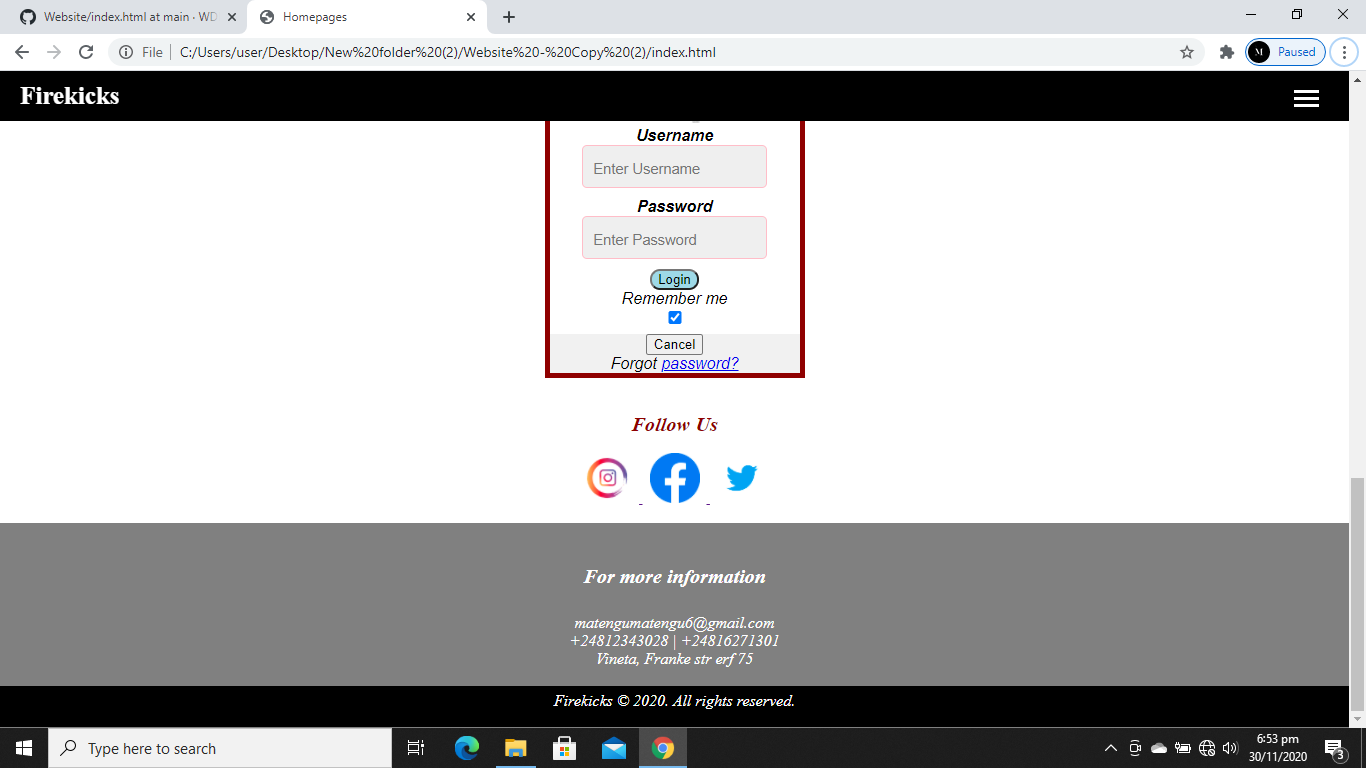 Website/index.html at main · WD
Homepages
File
C:/Users/user/Desktop/New%20folder%20(2)/Website%20-%20Copy%20(2)/index.html
M
Paused
Firekicks
Username
Enter Username
Password
Enter Password
Login
Remember me
Cancel
Forgot password?
Follow Us
For more information
matengumatengu6@gmail.com
+24812343028 | +24816271301
Vineta, Franke str erf 75
Firekicks © 2020. All rights reserved.
Type here to search
6:53 pm
30/11/2020
3